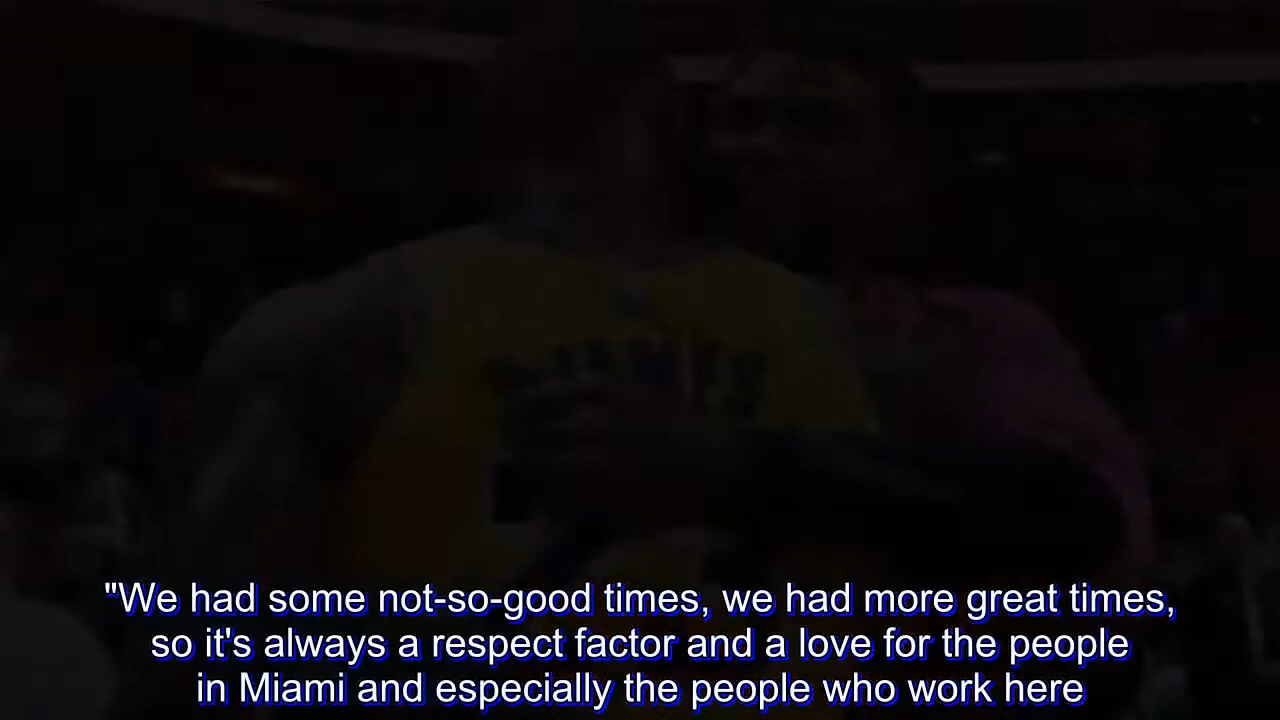 "We had some not-so-good times, we had more great times,
so it's always a respect factor and a love for the people
in Miami and especially the people who work here